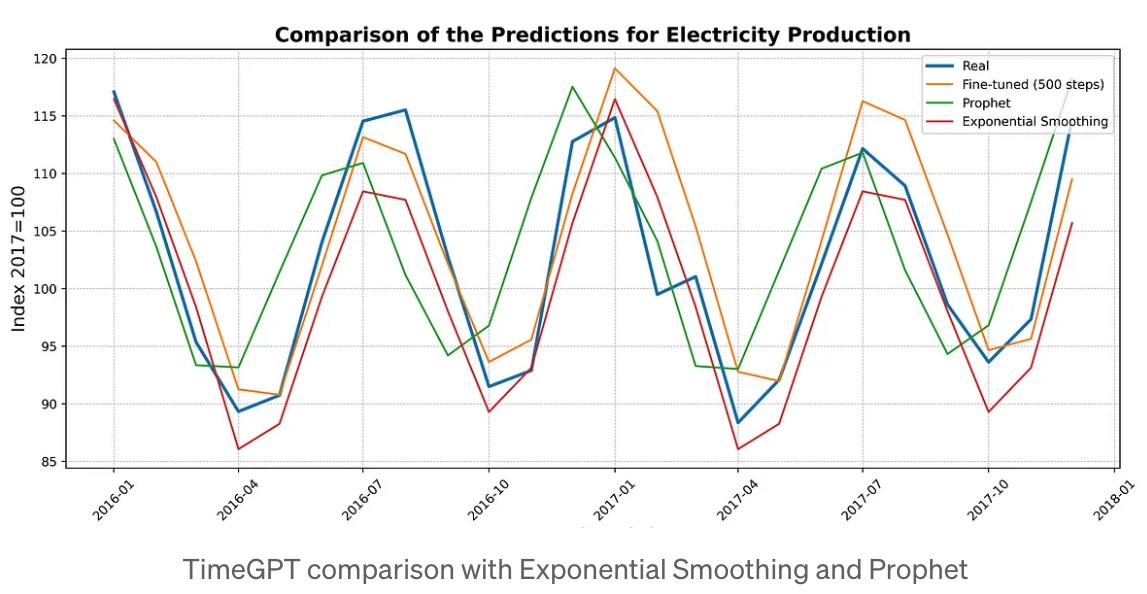 Comparison of the Predictions for Electricity Production
Real
Fine-tuned (500 steps)
Prophet
Exponential Smoothing
Index 2017=100
120
115
110
105
100
95
90
85
2016-01
2016-04
2016-07
2016-10
2017-01
2017-04
2017-07
2017-10
2018-01
TimeGPT comparison with Exponential Smoothing and Prophet